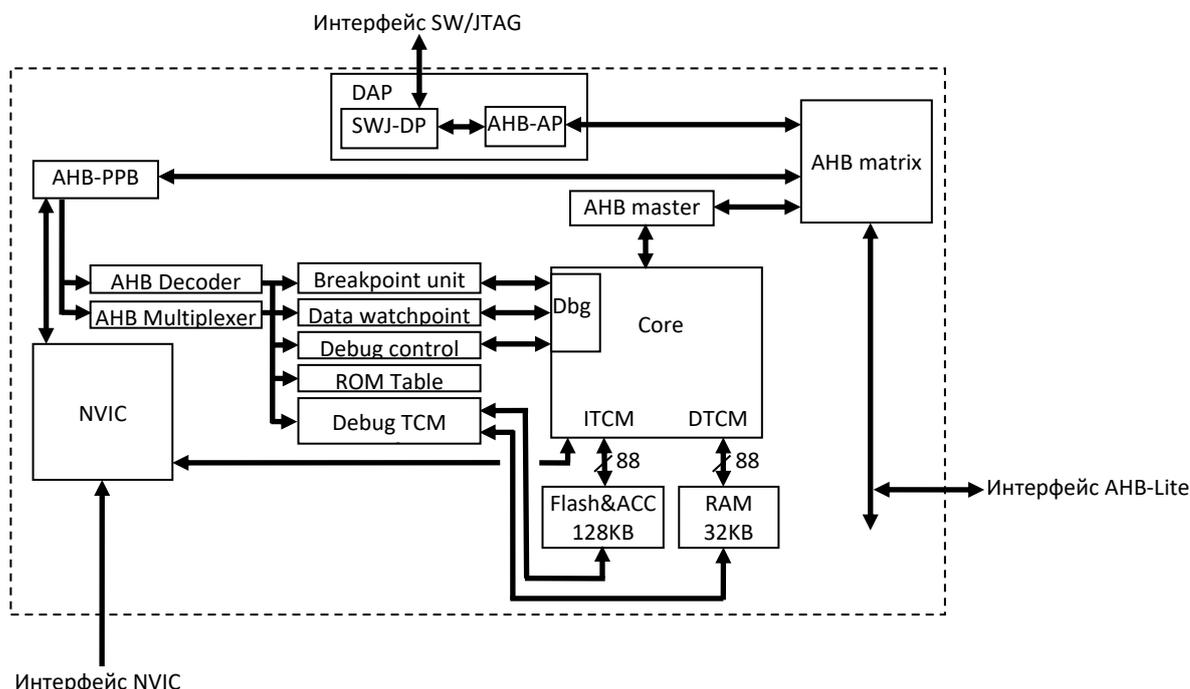 Интерфейс SW/JTAG
DAP
SWJ-DP
AHB-AP
AHB matrix
AHB-PPB
AHB master
AHB Decoder
Breakpoint unit
Dbg
Core
AHB Multiplexer
Data watchpoint
Debug control
ROM Table
NVIC
Debug TCM
ITCM
DTCM
88
88
Flash&ACC
128KB
RAM
32KB
Интерфейс AHB-Lite
Интерфейс NVIC